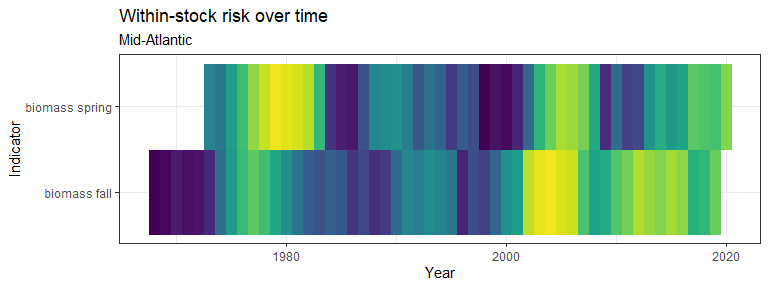 Within-stock risk over time
Mid-Atlantic
Indicator
biomass spring
biomass fall
1980
2000
2020
Year